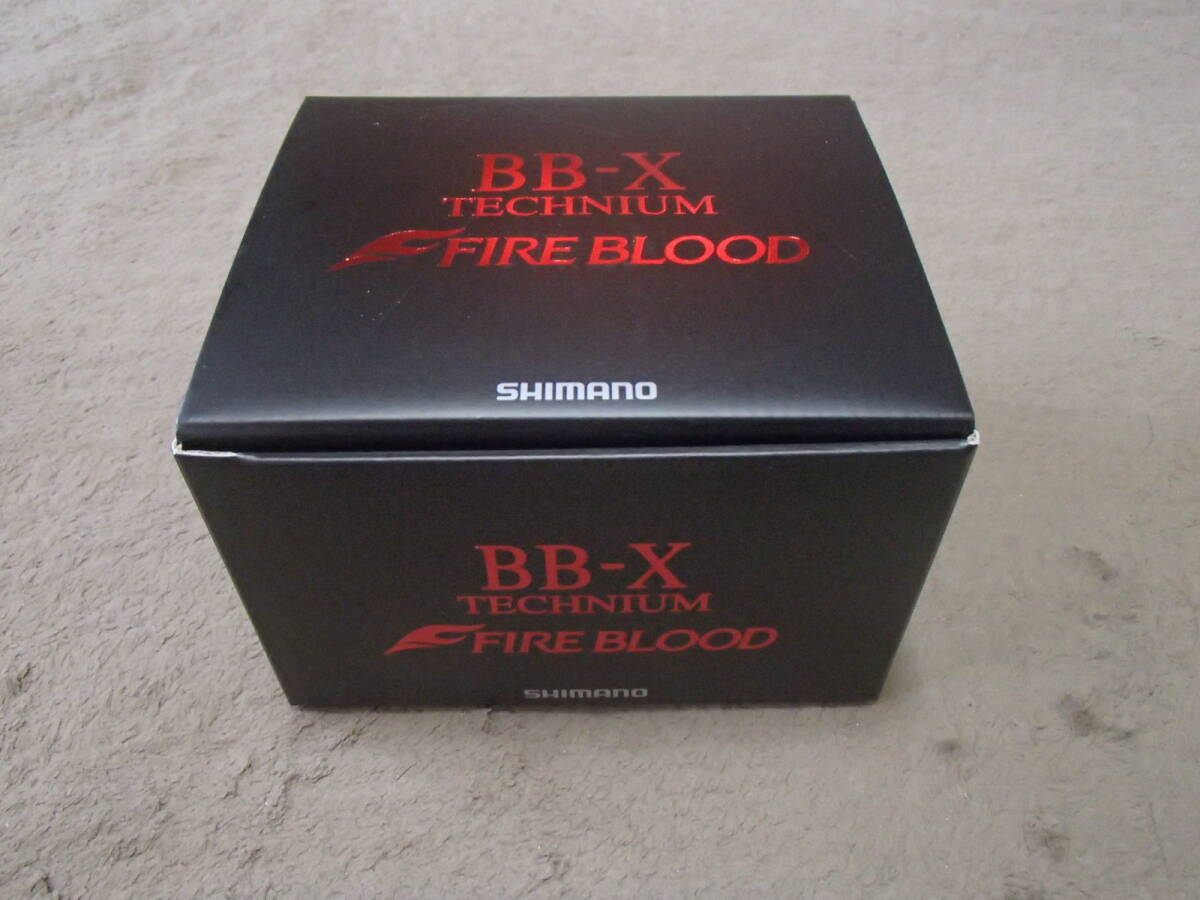 BB-X
TECHNIUM
FIRE BLOOD
SHIMANO
BB-X
TECHNIUM
FIRE BLOOD
SHIMANO